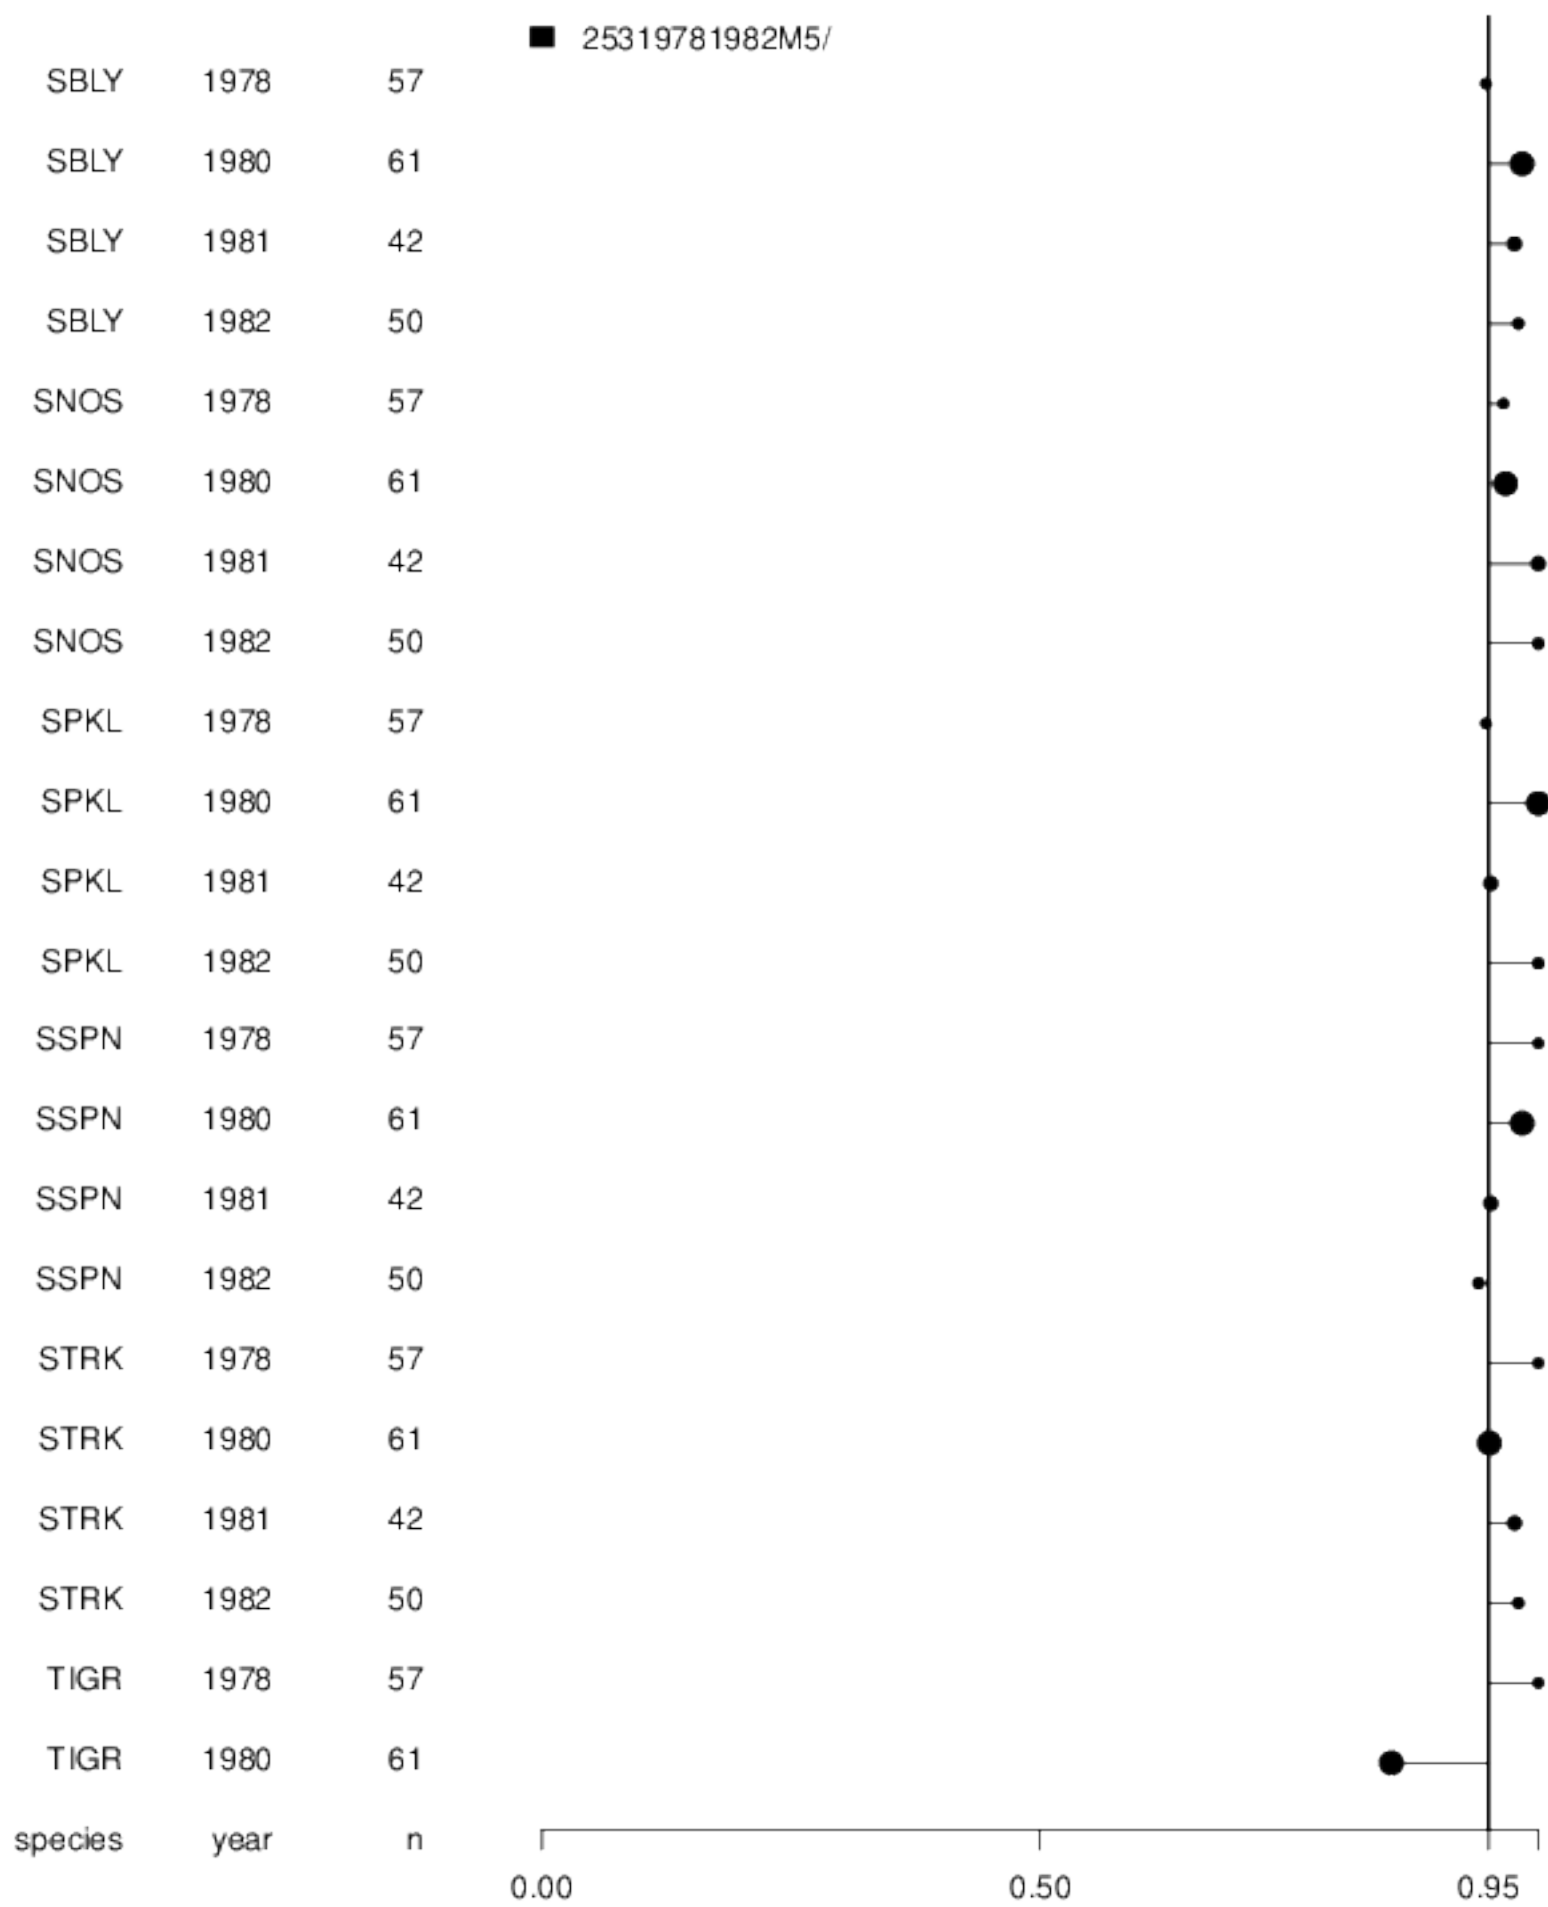 25319781982M5/
SBLY 1978 57
SBLY 1980 61
SBLY 1981 42
SBLY 1982 50
SNOS 1978 57
SNOS 1980 61
SNOS 1981 42
SNOS 1982 50
SPKL 1978 57
SPKL 1980 61
SPKL 1981 42
SPKL 1982 50
SSPN 1978 57
SSPN 1980 61
SSPN 1981 42
SSPN 1982 50
STRK 1978 57
STRK 1980 61
STRK 1981 42
STRK 1982 50
TIGR 1978 57
TIGR 1980 61
species year n
0.00 0.50 0.95